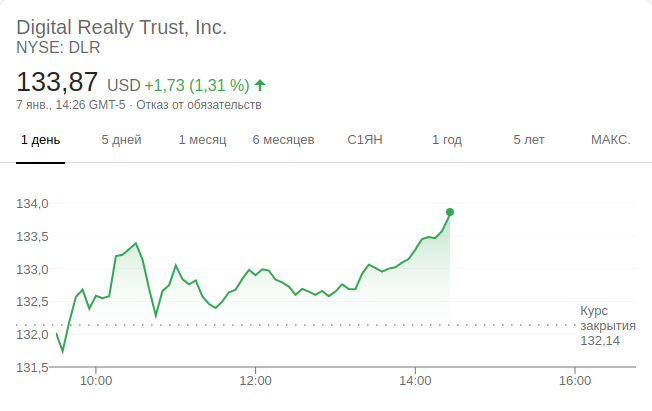 Digital Realty Trust, Inc.
NYSE: DLR
133,87 USD +1,73 (1,31 %)
7 янв., 14:26 GMT-5 · Отказ от обязательств
1 день 5 дней 1 месяц 6 месяцев С1ЯН 1 год 5 лет МАКС.
134,0
133,5
133,0
132,5
132,0
131,5
Курс
закрытия
132,14
10:00 12:00 14:00 16:00